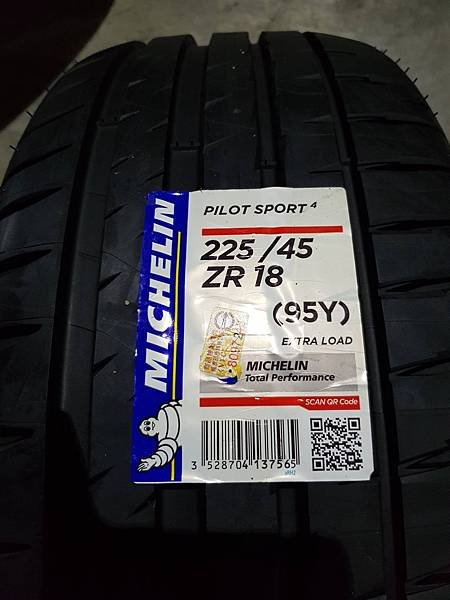 MICHELIN
PILOT SPORT 4
225 /45
ZR 18
(95Y)
EXTRA LOAD
MICHELIN
Total Performance
SCAN QR Code
3 528704 137565